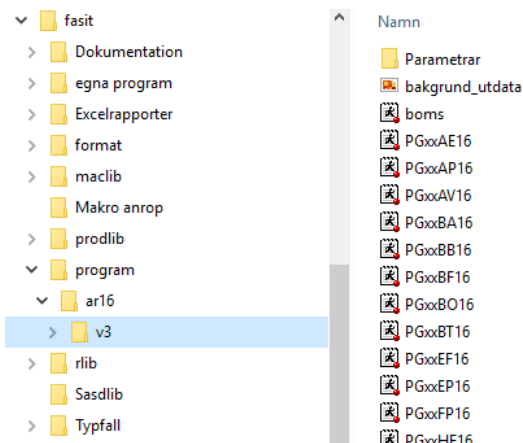 fasit
Dokumentation
egna program
Excelrapporter
format
maclib
Makro anrop
prodlib
program
ar16
v3
rlib
Sasdlib
Typfall
Namn
Parametrar
bakgrund_utdata
boms
PGxxAE16
PGxxAP16
PGxxAV16
PGxxBA16
PGxxBB16
PGxxBF16
PGxxBO16
PGxxBT16
PGxxEF16
PGxxEP16
PGxxFP16
PGxxHF16